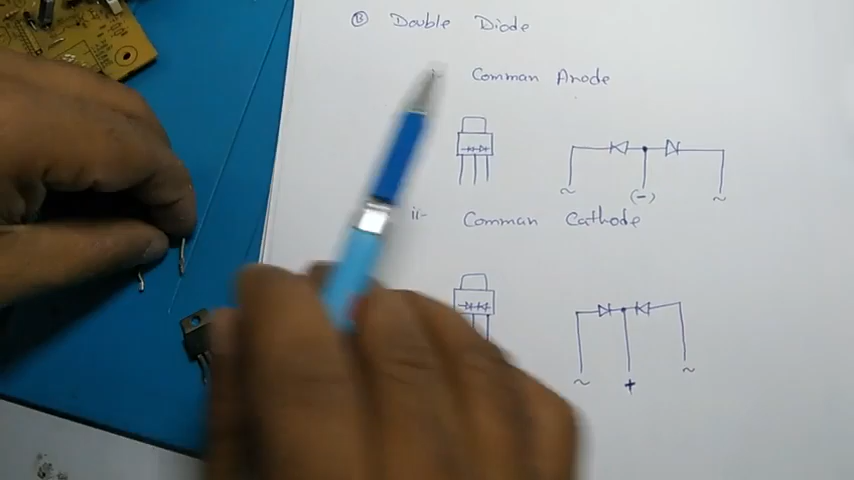 Ⓑ Double Diode
Comman Anode
~ (-) ~
ii- Comman Cathode
~ + ~